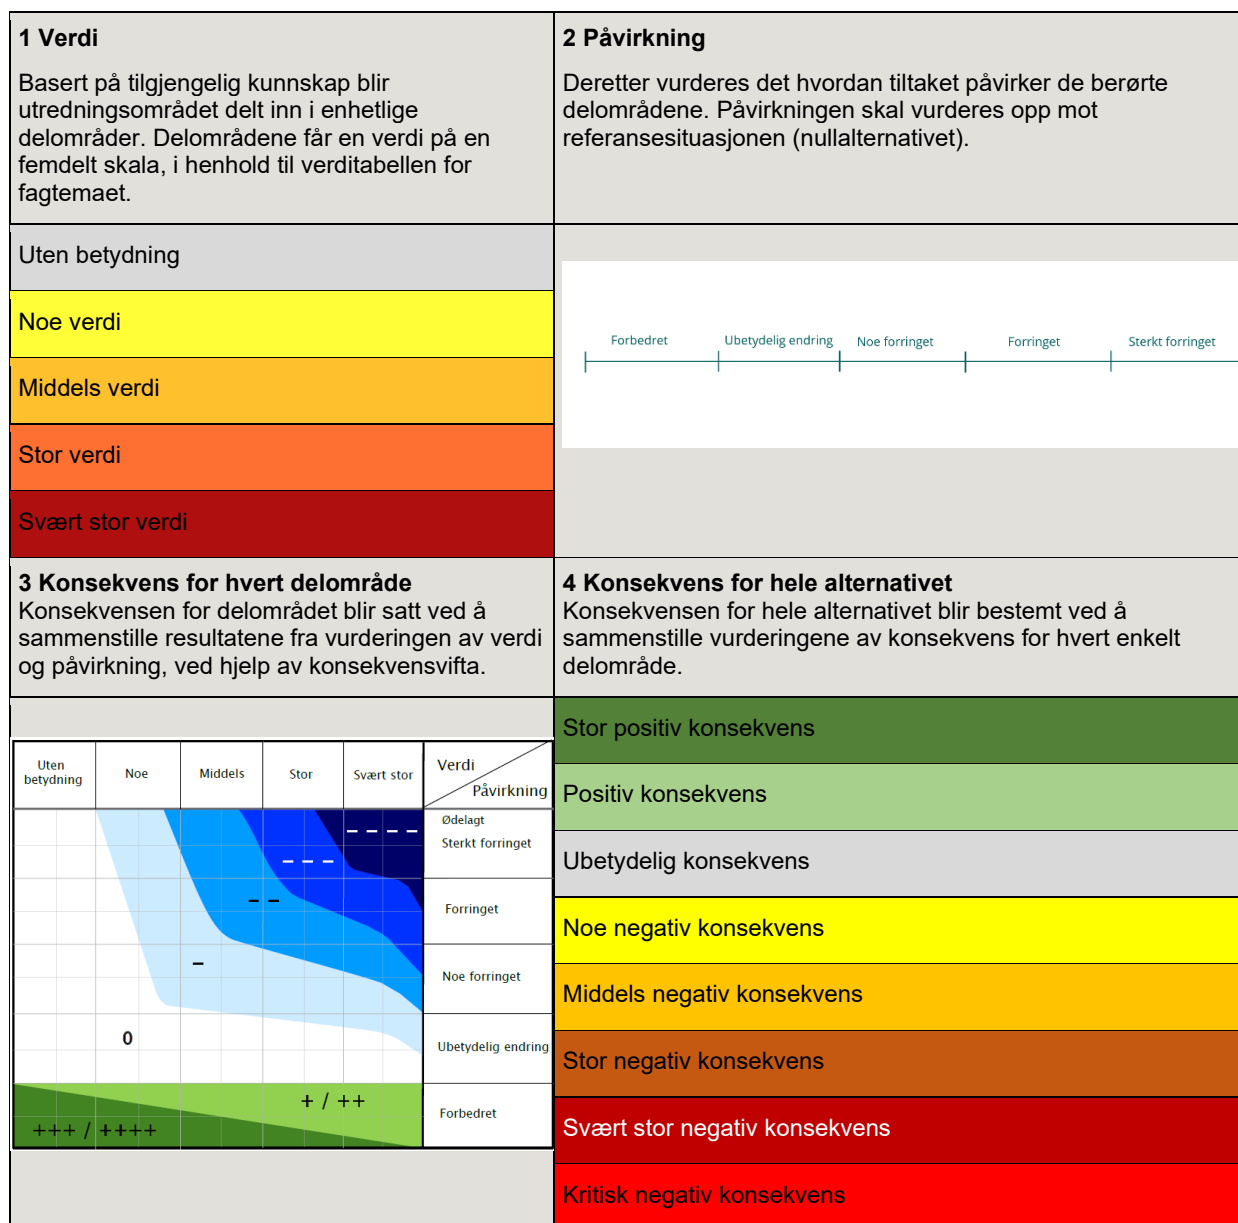 1 Verdi
Basert på tilgjengelig kunnskap blir
utredningsområdet delt inn i enhetlige
delområder. Delområdene får en verdi på en
femdelt skala, i henhold til verditabellen for
fagtemaet.
2 Påvirkning
Deretter vurderes det hvordan tiltaket påvirker de berørte
delområdene. Påvirkningen skal vurderes opp mot
referansesituasjonen (nullalternativet).
Uten betydning
Noe verdi
Middels verdi
Stor verdi
Svært stor verdi
Forbedret Ubetydelig endring Noe forringet Forringet Sterkt forringet
3 Konsekvens for hvert delområde
Konsekvensen for delområdet blir satt ved å
sammenstille resultatene fra vurderingen av verdi
og påvirkning, ved hjelp av konsekvensvifta.
4 Konsekvens for hele alternativet
Konsekvensen for hele alternativet blir bestemt ved å
sammenstille vurderingene av konsekvens for hvert enkelt
delområde.
Uten
betydning
Noe
Middels
Stor
Svært stor
Verdi
Påvirkning
Ødelagt
Sterkt forringet
- - - -
- - -
- -
Forringet
-
Noe forringet
0
Ubetydelig endring
+ / ++
Forbedret
+++ / ++++
Stor positiv konsekvens
Positiv konsekvens
Ubetydelig konsekvens
Noe negativ konsekvens
Middels negativ konsekvens
Stor negativ konsekvens
Svært stor negativ konsekvens
Kritisk negativ konsekvens